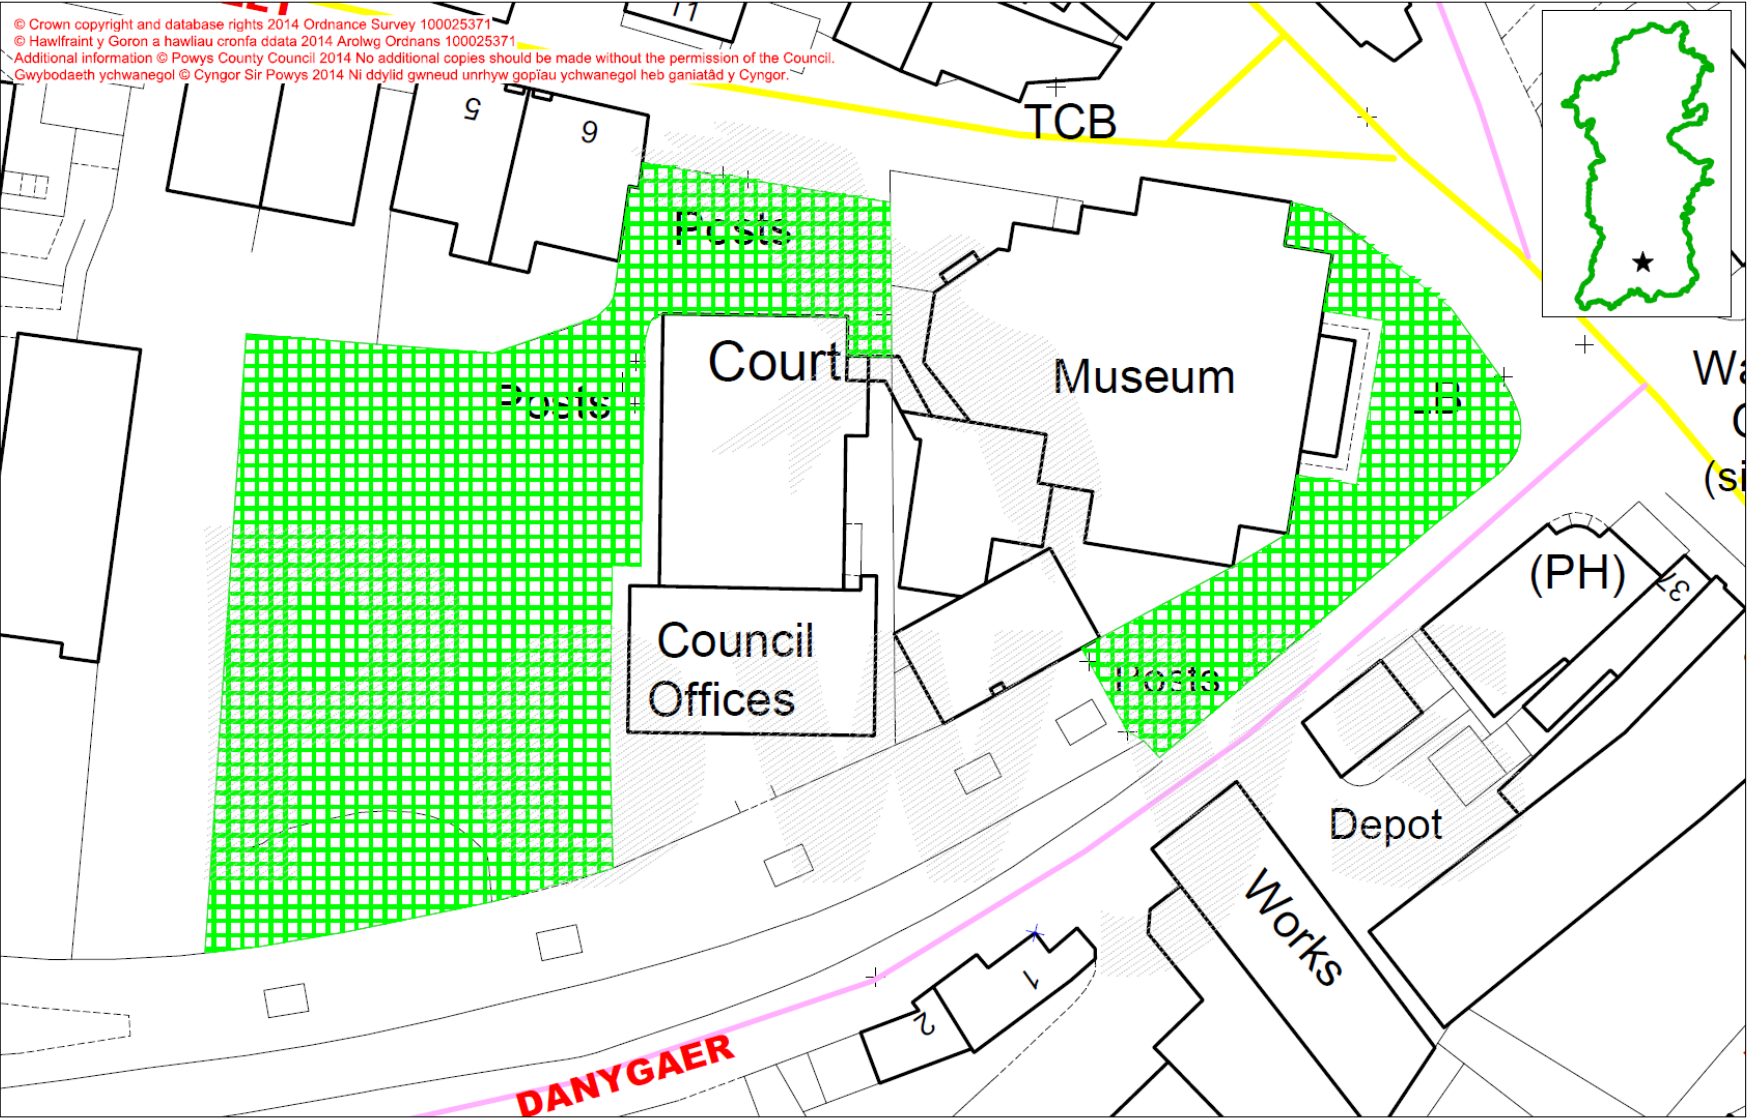 © Crown copyright and database rights 2014 Ordnance Survey 100025371
© Hawlfraint y Goron a hawliau cronfa ddata 2014 Arolwg Ordnans 100025371
Additional information © Powys County Council 2014 No additional copies should be made without the permission of the Council.
Gwybodaeth ychwanegol © Cyngor Sir Powys 2014 Ni ddylid gwneud unrhyw gopïau ychwanegol heb ganiatâd y Cyngor.
11
5
6
TCB
Posts
Court
Museum
Posts
LB
(PH)
37
Council
Offices
Posts
Depot
Works
1
2
DANYGAER